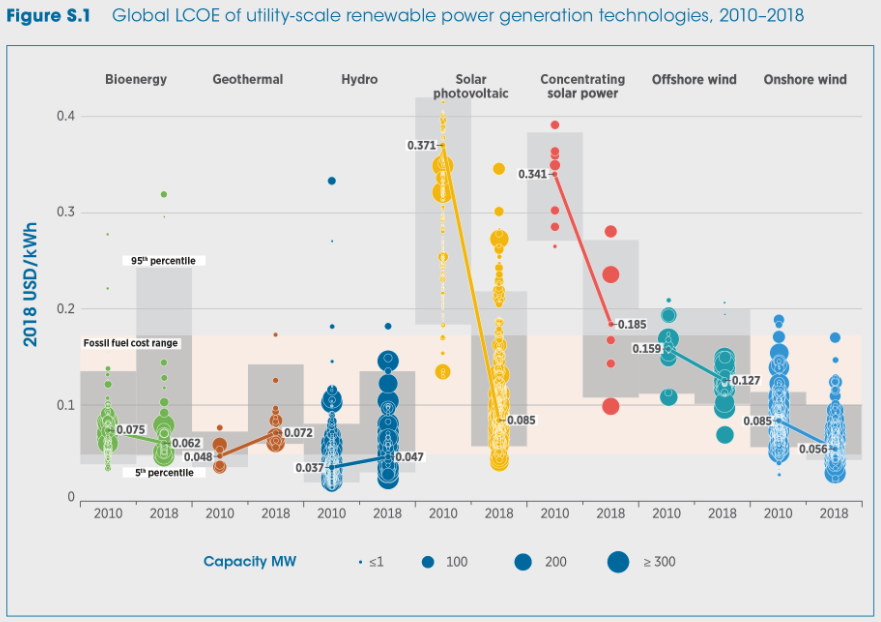 Figure S.1 Global LCOE of utility-scale renewable power generation technologies, 2010–2018
Bioenergy
Geothermal
Hydro
Solar
photovoltaic
Concentrating
solar power
Offshore wind
Onshore wind
2018 USD/kWh
0.4
0.3
0.2
0.1
0
95th percentile
Fossil fuel cost range
5th percentile
0.075
0.062
0.048
0.072
0.037
0.047
0.371
0.085
0.341
0.185
0.159
0.127
0.085
0.056
2010 2018 2010 2018 2010 2018 2010 2018 2010 2018 2010 2018 2010 2018
Capacity MW ≤1 100 200 ≥ 300